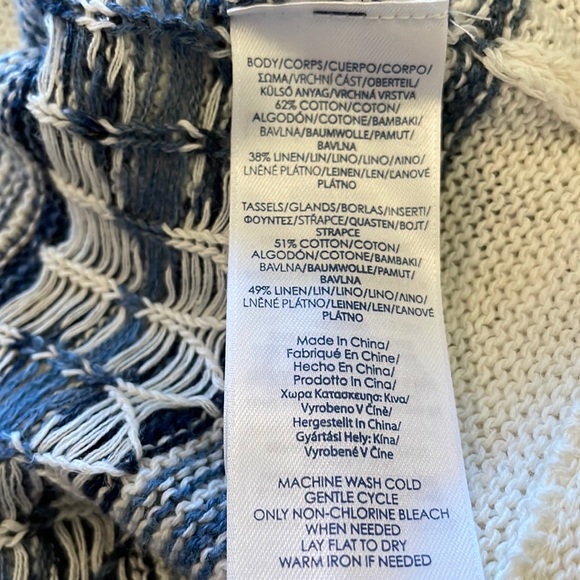 BODY/CORPS/CUERPO/CORPO/
ΣΩΜΑ/VRCHNÍ ČÁST/OBERTEIL/
KÜLSŐ ANYAG/VRCHNÁ VRSTVA
62% COTTON/COTON/
ALGODÓN/COTONE/BAMBAKI/
BAVLNA/BAUMWOLLE/PAMUT/
BAVLNA
38% LINEN/LIN/LINO/LINO/ΛΙΝΟ/
LNĚNÉ PLÁTNO/LEINEN/LEN/ĽANOVÉ
PLÁTNO
TASSELS/GLANDS/BORLAS/INSERTI/
ΦΟΥΝΤΕΣ/STŘAPCE/QUASTEN/BOJT/
STRAPCE
51% COTTON/COTON/
ALGODÓN/COTONE/BAMBAKI/
BAVLNA/BAUMWOLLE/PAMUT/
BAVLNA
49% LINEN/LIN/LINO/LINO/ΛΙΝΟ/
LNĚNÉ PLÁTNO/LEINEN/LEN/ĽANOVÉ
PLÁTNO
Made In China/
Fabriqué En Chine/
Hecho En China/
Prodotto In Cina/
Χωρα Κατασκευης: Κινα/
Vyrobeno V Číně/
Hergestellt In China/
Gyártási Hely: Kína/
Vyrobené V Číne
MACHINE WASH COLD
GENTLE CYCLE
ONLY NON-CHLORINE BLEACH
WHEN NEEDED
LAY FLAT TO DRY
WARM IRON IF NEEDED